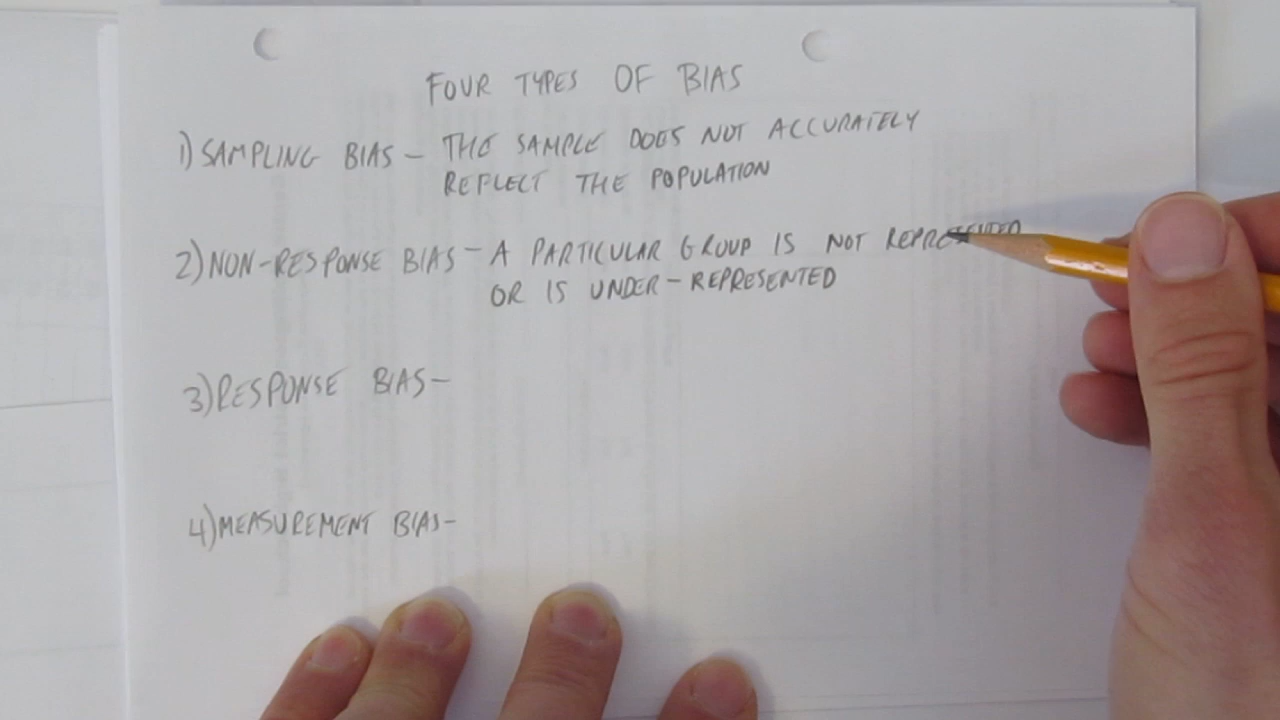 FOUR TYPES OF BIAS
1) SAMPLING BIAS – THE SAMPLE DOES NOT ACCURATELY
REFLECT THE POPULATION
2) NON-RESPONSE BIAS – A PARTICULAR GROUP IS NOT REPRESENTED
OR IS UNDER-REPRESENTED
3) RESPONSE BIAS –
4) MEASUREMENT BIAS –